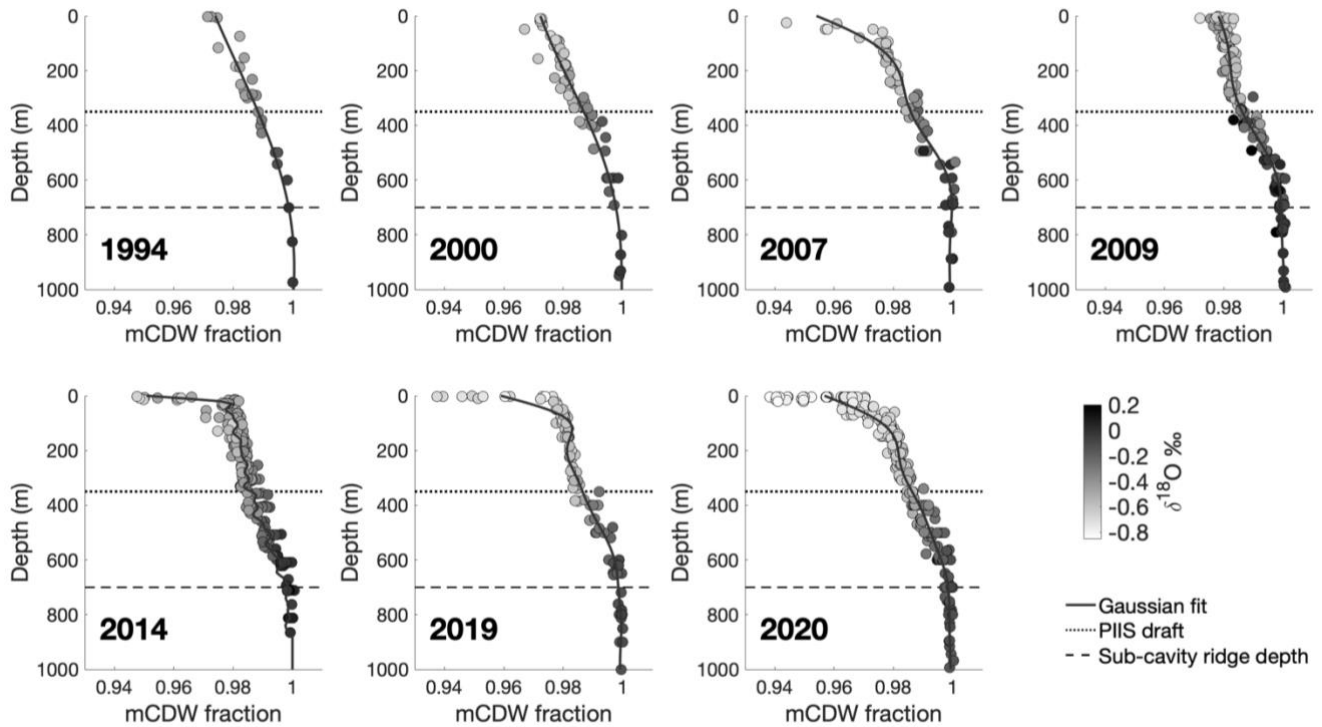 0
200
400
600
800
1000
Depth (m)
1994
0.94 0.96 0.98 1
mCDW fraction
0
200
400
600
800
1000
Depth (m)
2000
0.94 0.96 0.98 1
mCDW fraction
0
200
400
600
800
1000
Depth (m)
2007
0.94 0.96 0.98 1
mCDW fraction
0
200
400
600
800
1000
Depth (m)
2009
0.94 0.96 0.98 1
mCDW fraction
0
200
400
600
800
1000
Depth (m)
2014
0.94 0.96 0.98 1
mCDW fraction
0
200
400
600
800
1000
Depth (m)
2019
0.94 0.96 0.98 1
mCDW fraction
0
200
400
600
800
1000
Depth (m)
2020
0.94 0.96 0.98 1
mCDW fraction
0.2
0
-0.2
-0.4
-0.6
-0.8
δ¹⁸O ‰
Gaussian fit
PIIS draft
Sub-cavity ridge depth